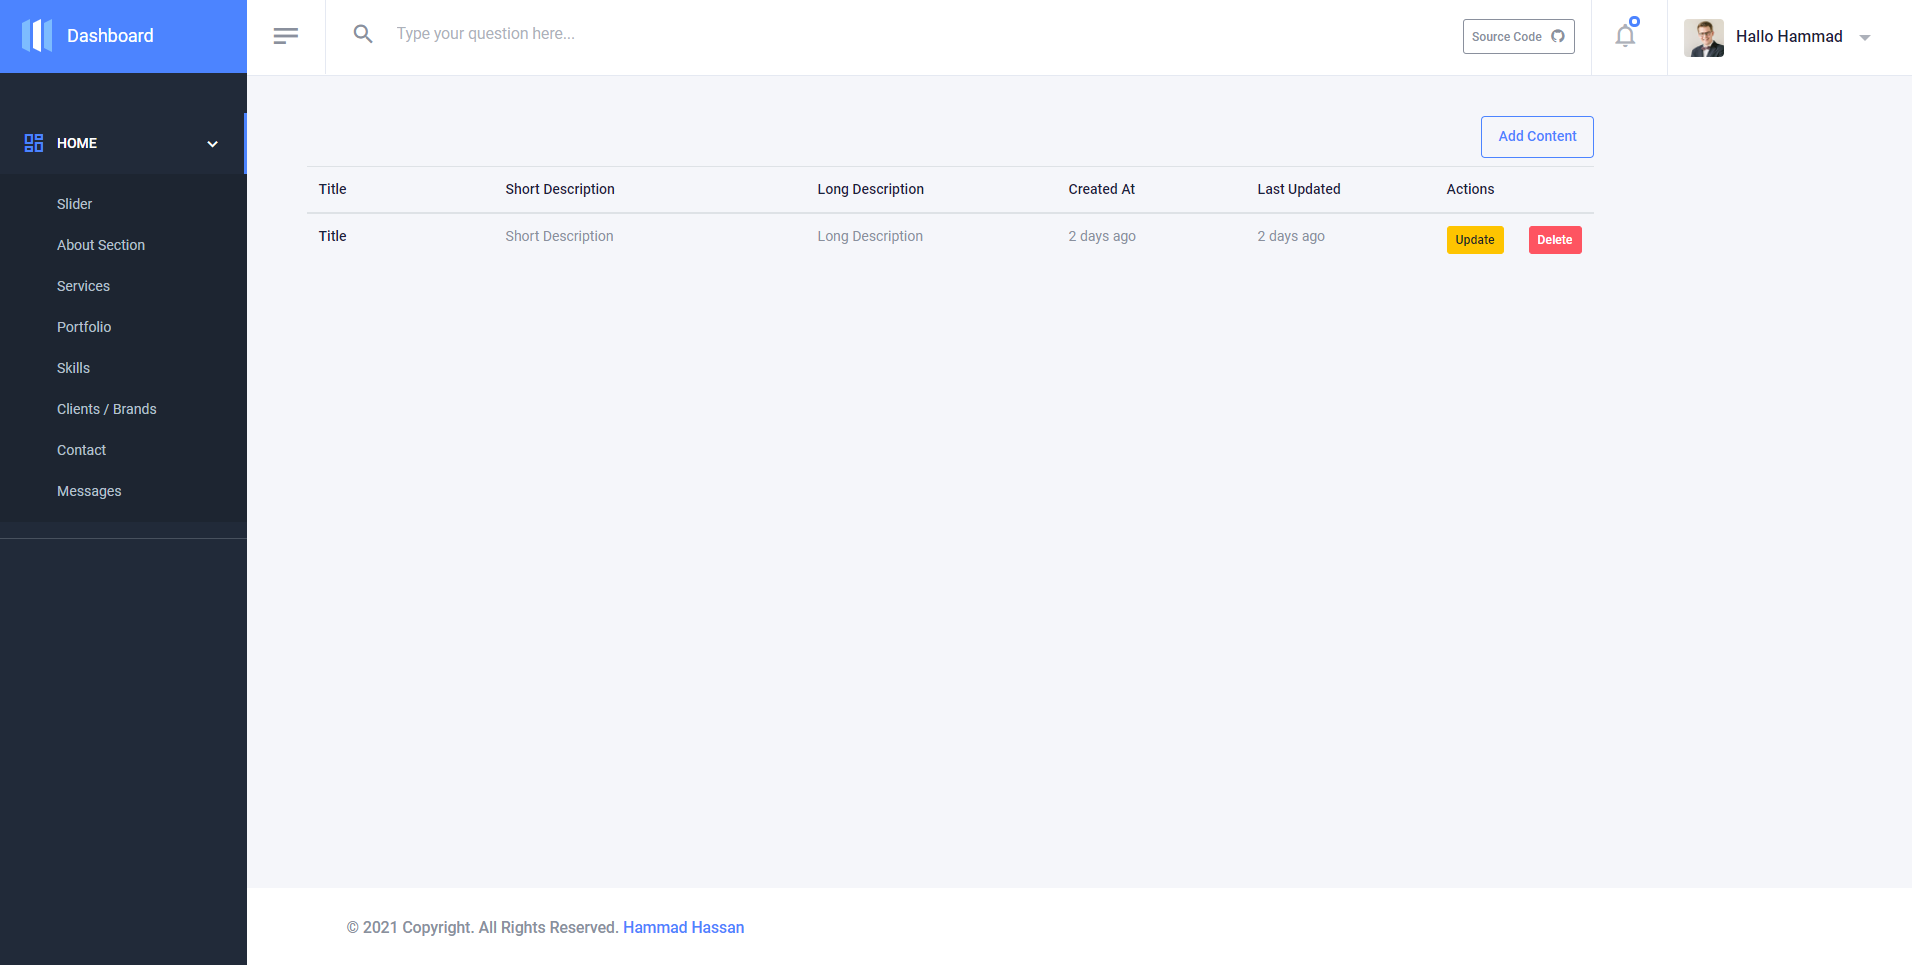 Dashboard
Type your question here...
Source Code
Hallo Hammad
HOME
Slider
About Section
Services
Portfolio
Skills
Clients / Brands
Contact
Messages
Add Content
Title Short Description Long Description Created At Last Updated Actions
Title Short Description Long Description 2 days ago 2 days ago Update Delete
© 2021 Copyright. All Rights Reserved. Hammad Hassan